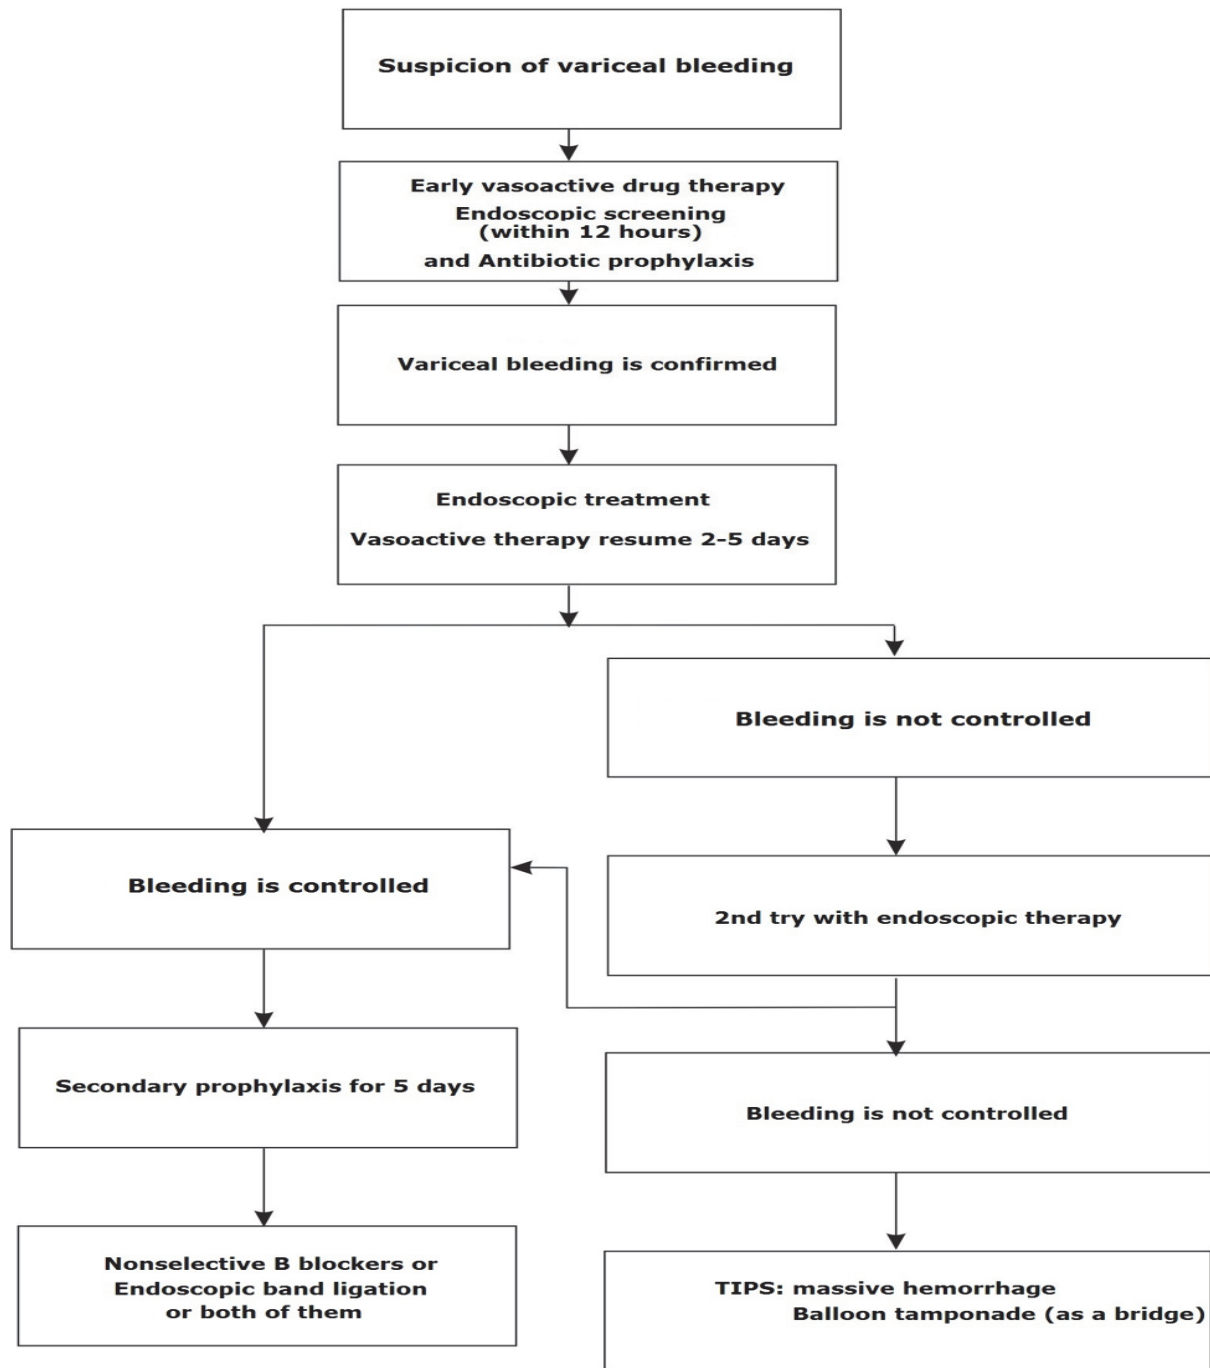 Suspicion of variceal bleeding
Early vasoactive drug therapy
Endoscopic screening
(within 12 hours)
and Antibiotic prophylaxis
Variceal bleeding is confirmed
Endoscopic treatment
Vasoactive therapy resume 2-5 days
Bleeding is not controlled
Bleeding is controlled
2nd try with endoscopic therapy
Secondary prophylaxis for 5 days
Bleeding is not controlled
Nonselective B blockers or
Endoscopic band ligation
or both of them
TIPS: massive hemorrhage
Balloon tamponade (as a bridge)